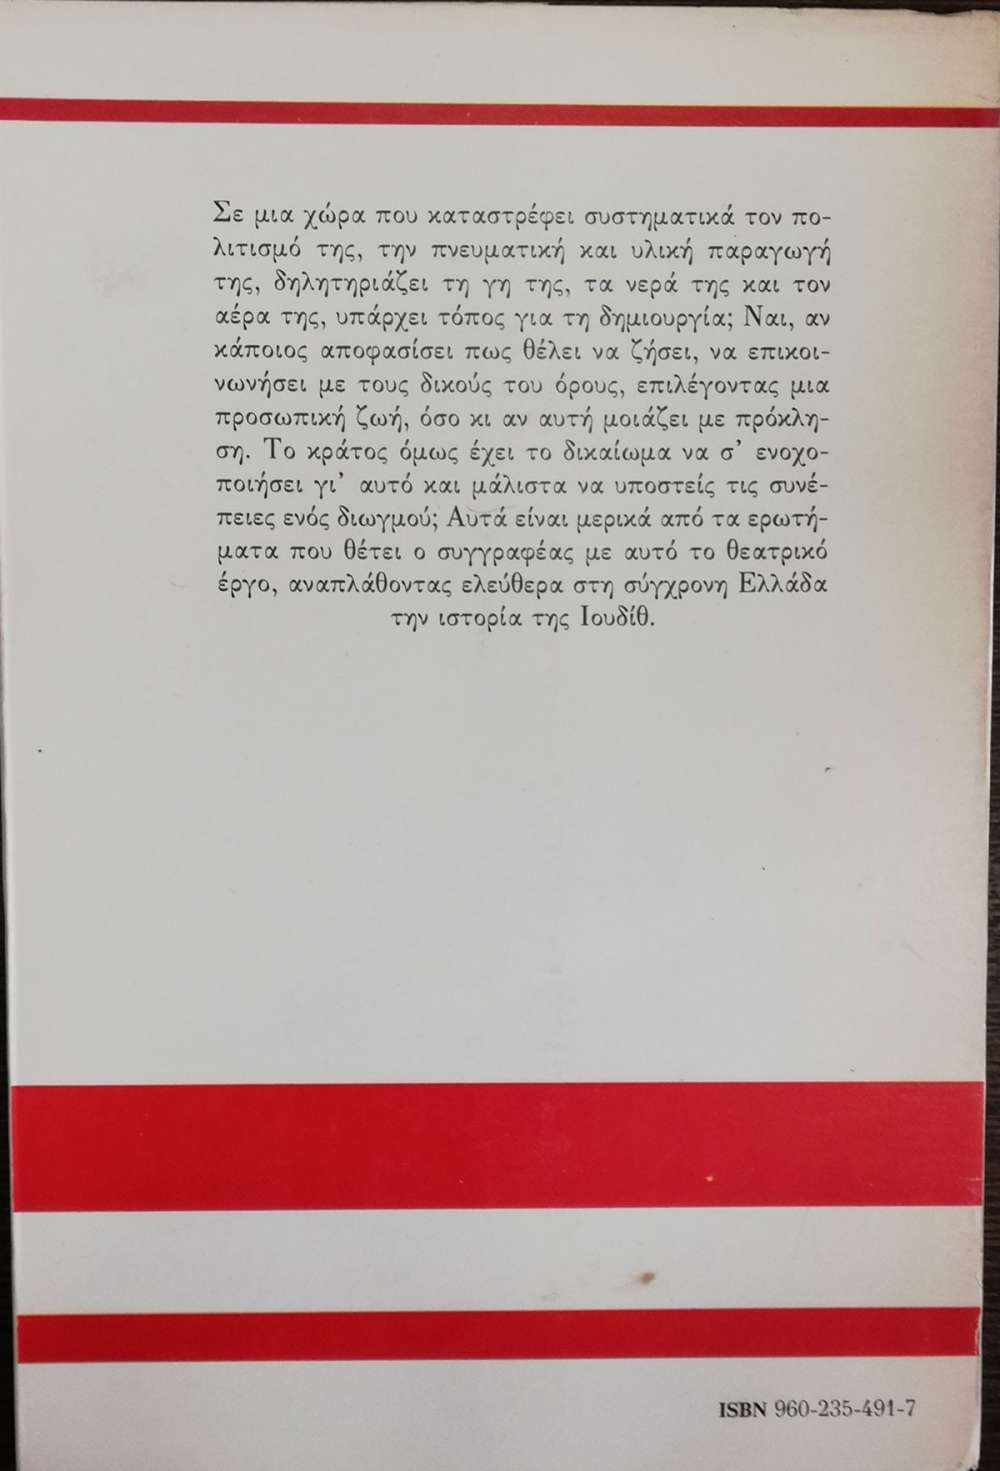 Σε μια χώρα που καταστρέφει συστηματικά τον πο-
λιτισμό της, την πνευματική και υλική παραγωγή
της, δηλητηριάζει τη γη της, τα νερά της και τον
αέρα της, υπάρχει τόπος για τη δημιουργία; Ναι, αν
κάποιος αποφασίσει πως θέλει να ζήσει, να επικοι-
νωνήσει με τους δικούς του όρους, επιλέγοντας μια
προσωπική ζωή, όσο κι αν αυτή μοιάζει με πρόκλη-
ση. Το κράτος όμως έχει το δικαίωμα να σ' ενοχο-
ποιήσει γι' αυτό και μάλιστα να υποστείς τις συνέ-
πειες ενός διωγμού; Αυτά είναι μερικά από τα ερωτή-
ματα που θέτει ο συγγραφέας με αυτό το θεατρικό
έργο, αναπλάθοντας ελεύθερα στη σύγχρονη Ελλάδα
την ιστορία της Ιουδίθ.
ISBN 960-235-491-7